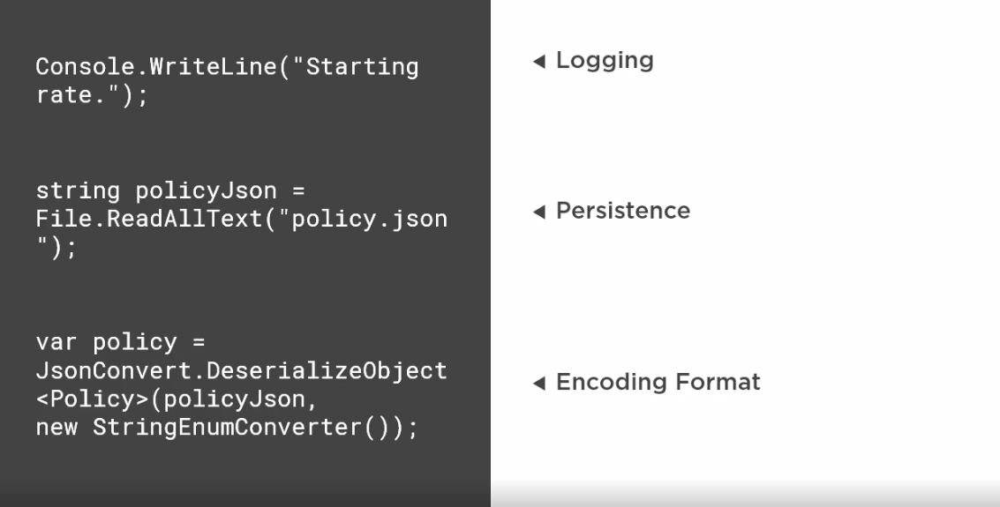 Console.WriteLine("Starting
rate.");
Logging
string policyJson =
File.ReadAllText("policy.json
");
Persistence
var policy =
JsonConvert.DeserializeObject
<Policy>(policyJson,
new StringEnumConverter());
Encoding Format